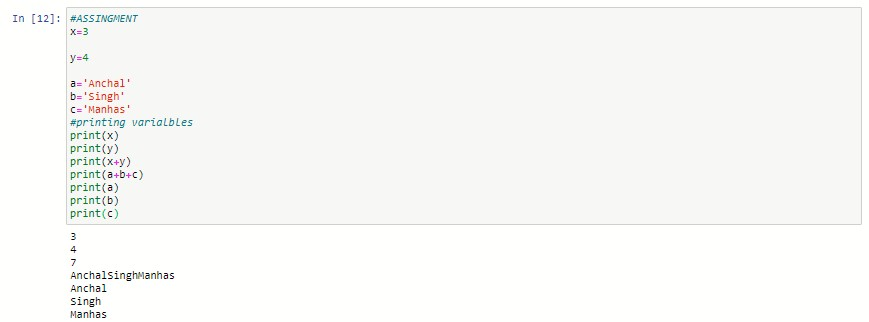 In [12]: #ASSINGMENT
x=3
y=4
a='Anchal'
b='Singh'
c='Manhas'
#printing varialbles
print(x)
print(y)
print(x+y)
print(a+b+c)
print(a)
print(b)
print(c)
3
4
7
AnchalSinghManhas
Anchal
Singh
Manhas